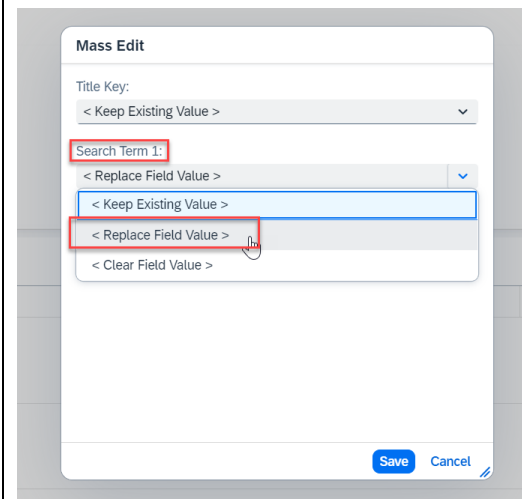 Mass Edit
Title Key:
< Keep Existing Value >
Search Term 1:
< Replace Field Value >
< Keep Existing Value >
< Replace Field Value >
< Clear Field Value >
Save Cancel